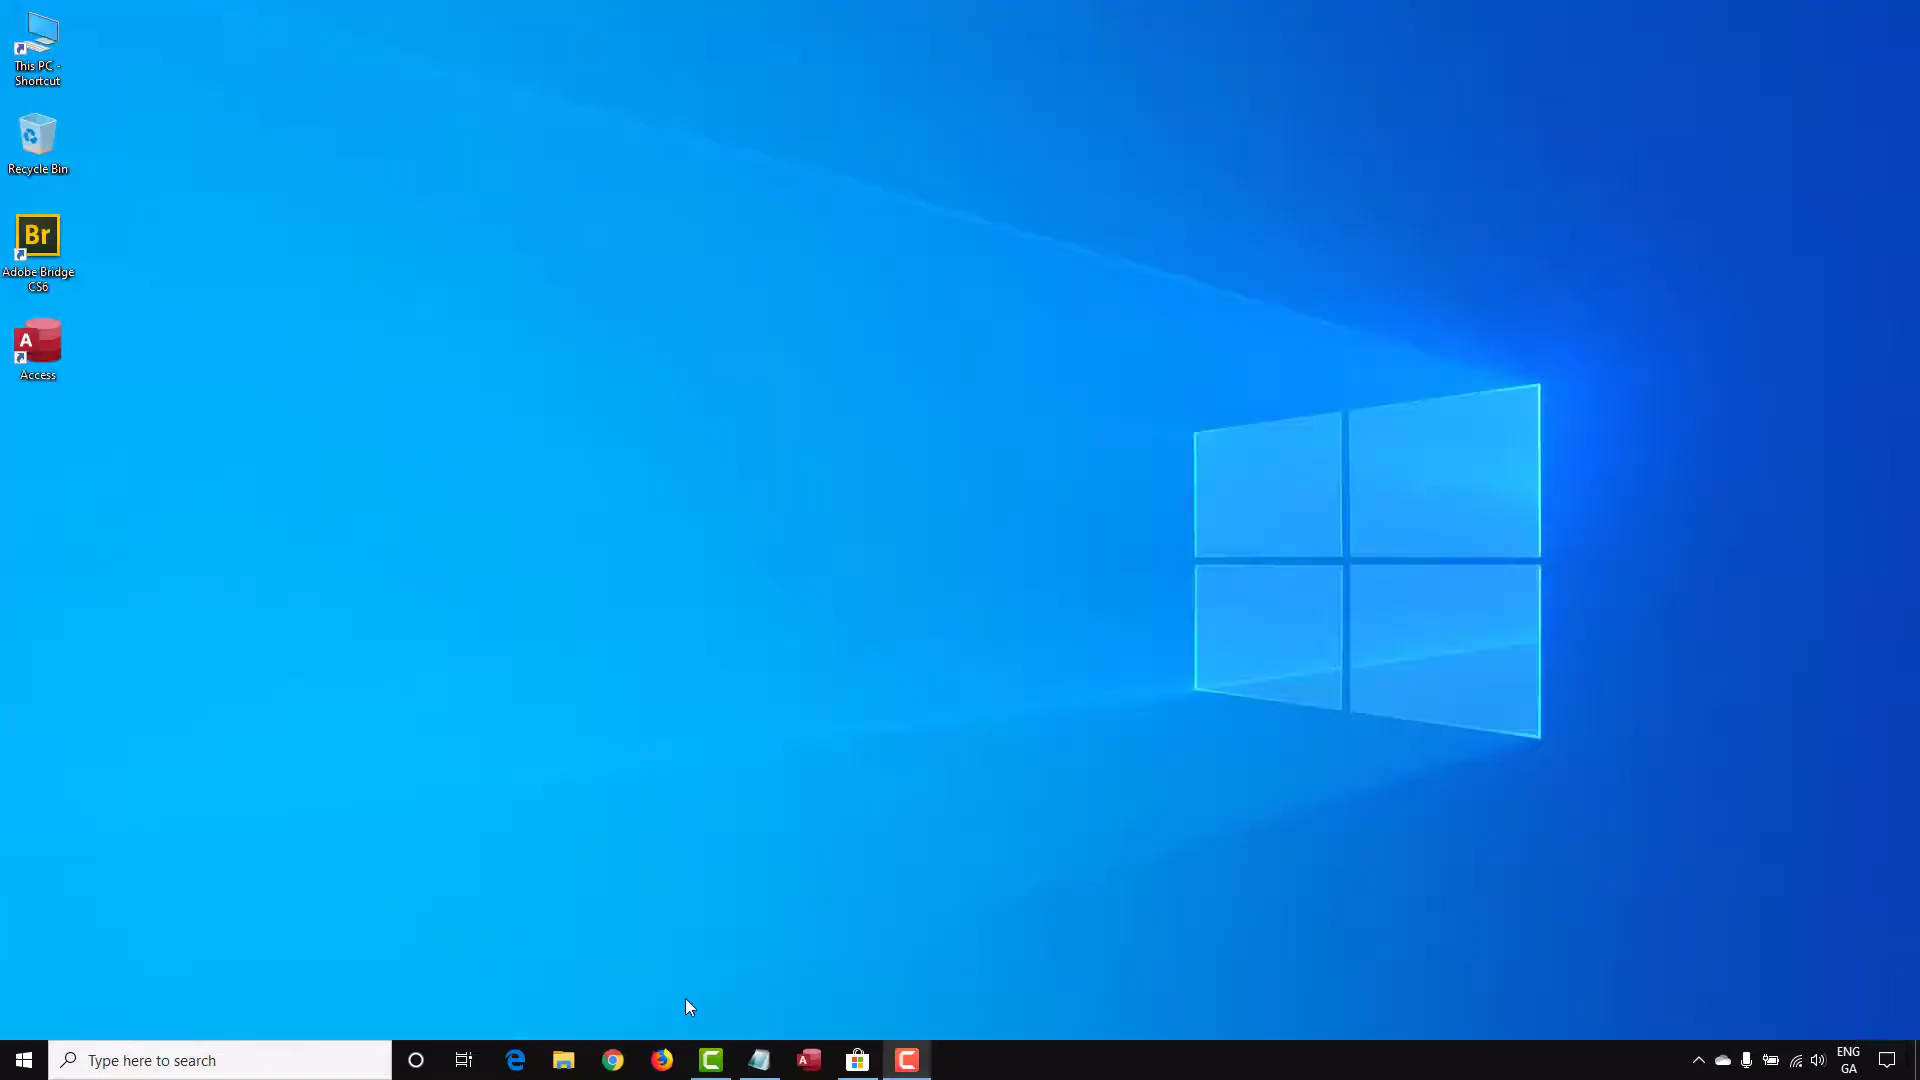 This PC -
Shortcut
Recycle Bin
Br
Adobe Bridge
CS6
A
Access
Type here to search
A
ENG
GA